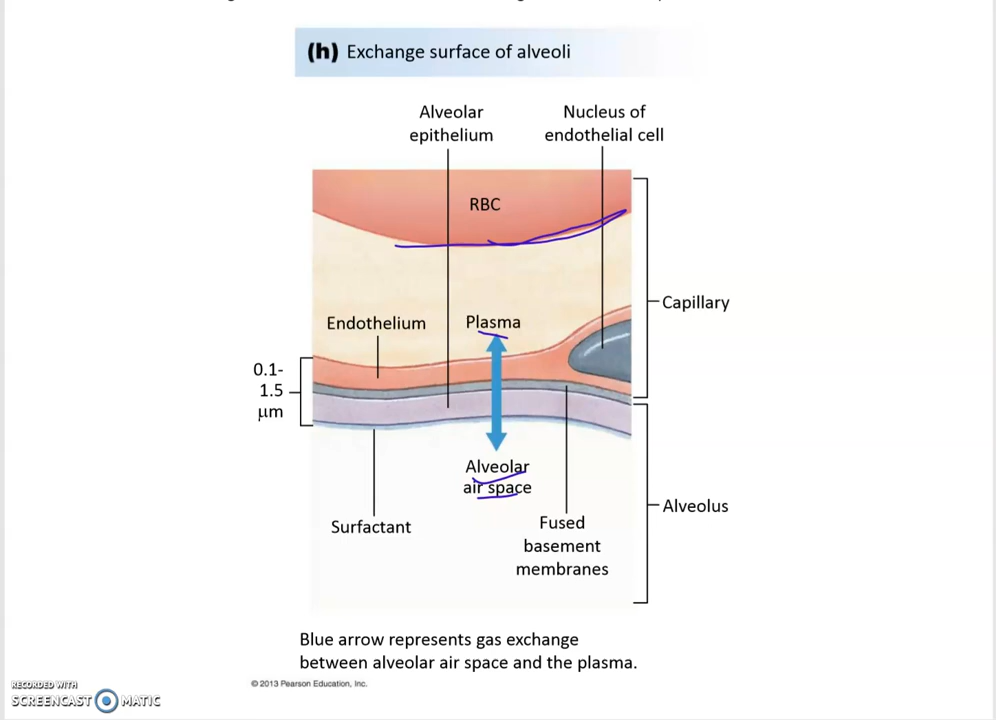 (h) Exchange surface of alveoli
Alveolar
epithelium
Nucleus of
endothelial cell
RBC
Capillary
Endothelium
Plasma
0.1-
1.5
μm
Alveolar
air space
Alveolus
Surfactant
Fused
basement
membranes
Blue arrow represents gas exchange
between alveolar air space and the plasma.
© 2013 Pearson Education, Inc.
RECORDED WITH
SCREENCAST MATIC